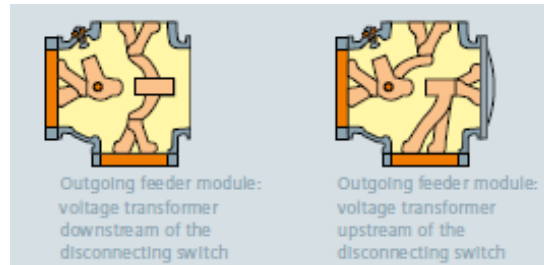 Outgoing feeder module:
voltage transformer
downstream of the
disconnecting switch
Outgoing feeder module:
voltage transformer
upstream of the
disconnecting switch